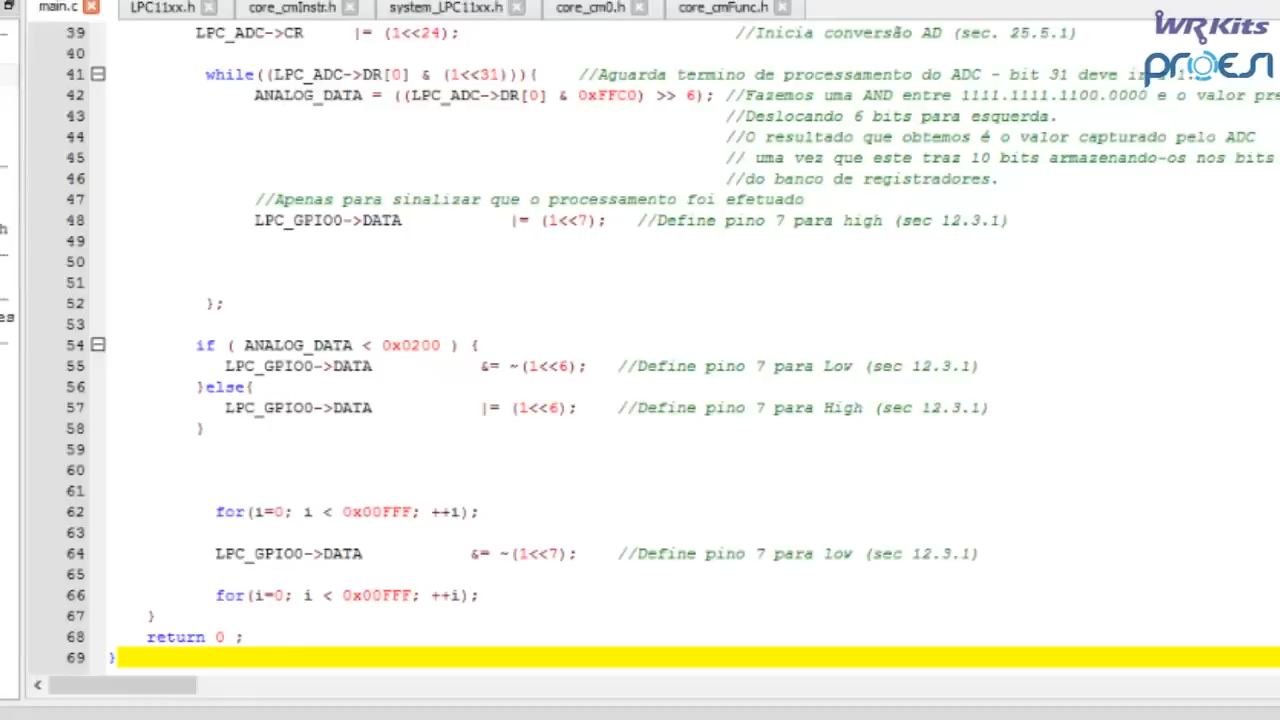 main.c LPC11xx.h core_cmInstr.h system_LPC11xx.h core_cm0.h core_cmFunc.h
WRKits
PROESI
39 LPC_ADC->CR |= (1<<24); //Inicia conversão AD (sec. 25.5.1)
40
41 while((LPC_ADC->DR[0] & (1<<31))){ //Aguarda termino de processamento do ADC - bit 31 deve ir
42 ANALOG_DATA = ((LPC_ADC->DR[0] & 0XFFC0) >> 6); //Fazemos uma AND entre 1111.1111.1100.0000 e o valor pre
43 //Deslocando 6 bits para esquerda.
44 //O resultado que obtemos é o valor capturado pelo ADC
45 // uma vez que este traz 10 bits armazenando-os nos bits
46 //do banco de registradores.
47 //Apenas para sinalizar que o processamento foi efetuado
48 LPC_GPIO0->DATA |= (1<<7); //Define pino 7 para high (sec 12.3.1)
49
50
51
52 };
53
54 if ( ANALOG_DATA < 0x0200 ) {
55 LPC_GPIO0->DATA &= ~(1<<6); //Define pino 7 para Low (sec 12.3.1)
56 }else{
57 LPC_GPIO0->DATA |= (1<<6); //Define pino 7 para High (sec 12.3.1)
58 }
59
60
61
62 for(i=0; i < 0x00FFF; ++i);
63
64 LPC_GPIO0->DATA &= ~(1<<7); //Define pino 7 para low (sec 12.3.1)
65
66 for(i=0; i < 0x00FFF; ++i);
67 }
68 return 0 ;
69 }